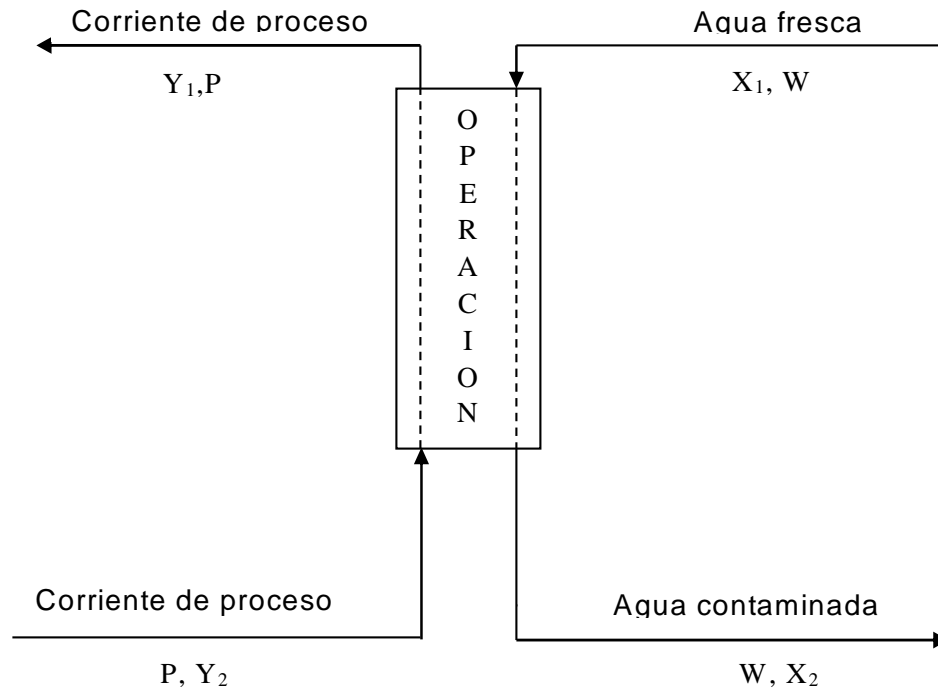 Corriente de proceso
Agua fresca
Y1,P
X1, W
O
P
E
R
A
C
I
O
N
Corriente de proceso
Agua contaminada
P, Y2
W, X2